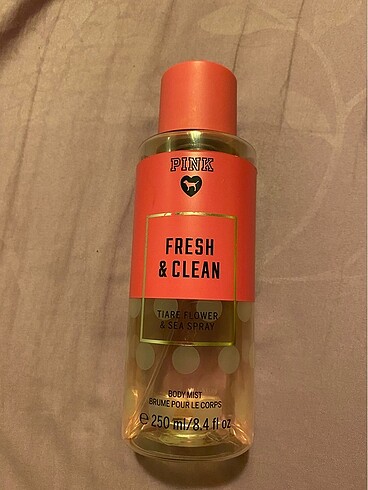 PINK
FRESH
& CLEAN
TIARE FLOWER
& SEA SPRAY
BODY MIST
BRUME POUR LE CORPS
℮ 250 ml/8.4 fl oz